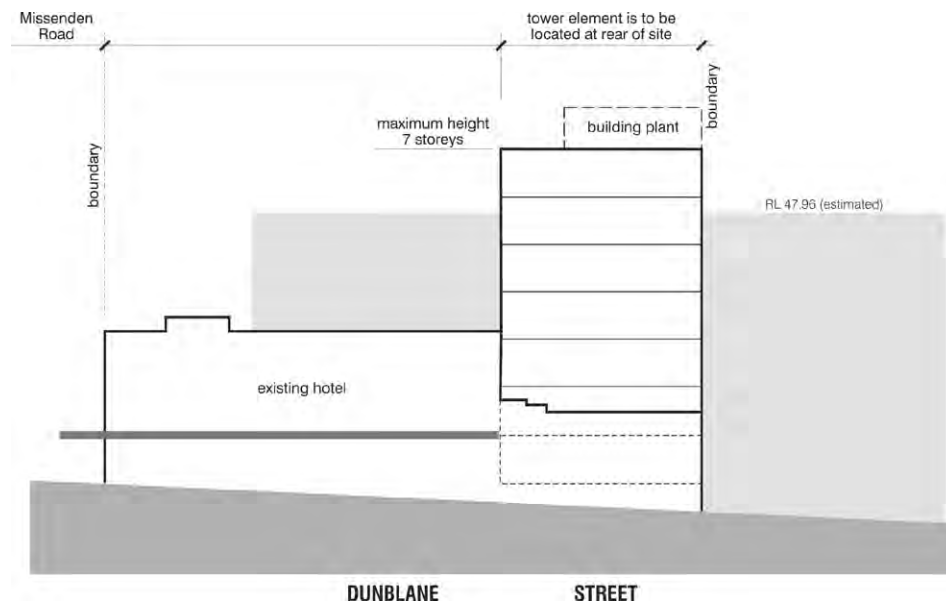 Missenden
Road
tower element is to be
located at rear of site
boundary
boundary
building plant
maximum height
7 storeys
RL 47.96 (estimated)
existing hotel
DUNBLANE STREET